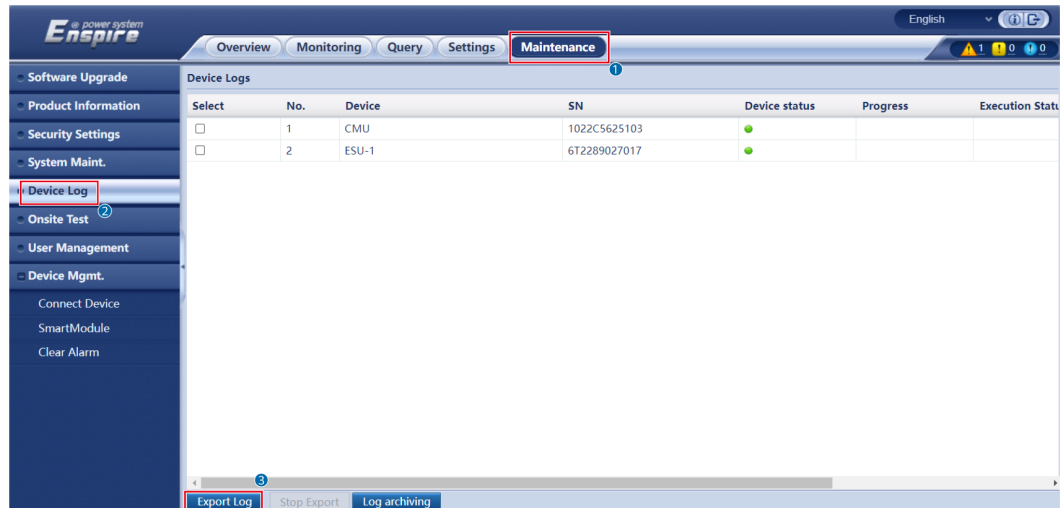 Enspire
e power system
English
Overview Monitoring Query Settings Maintenance
1 0 0
1
Software Upgrade
Product Information
Security Settings
System Maint.
Device Log
2
Onsite Test
User Management
Device Mgmt.
Connect Device
SmartModule
Clear Alarm
Device Logs
Select No. Device SN Device status Progress Execution Statu
1 CMU 1022C5625103
2 ESU-1 6T2289027017
3
Export Log Stop Export Log archiving